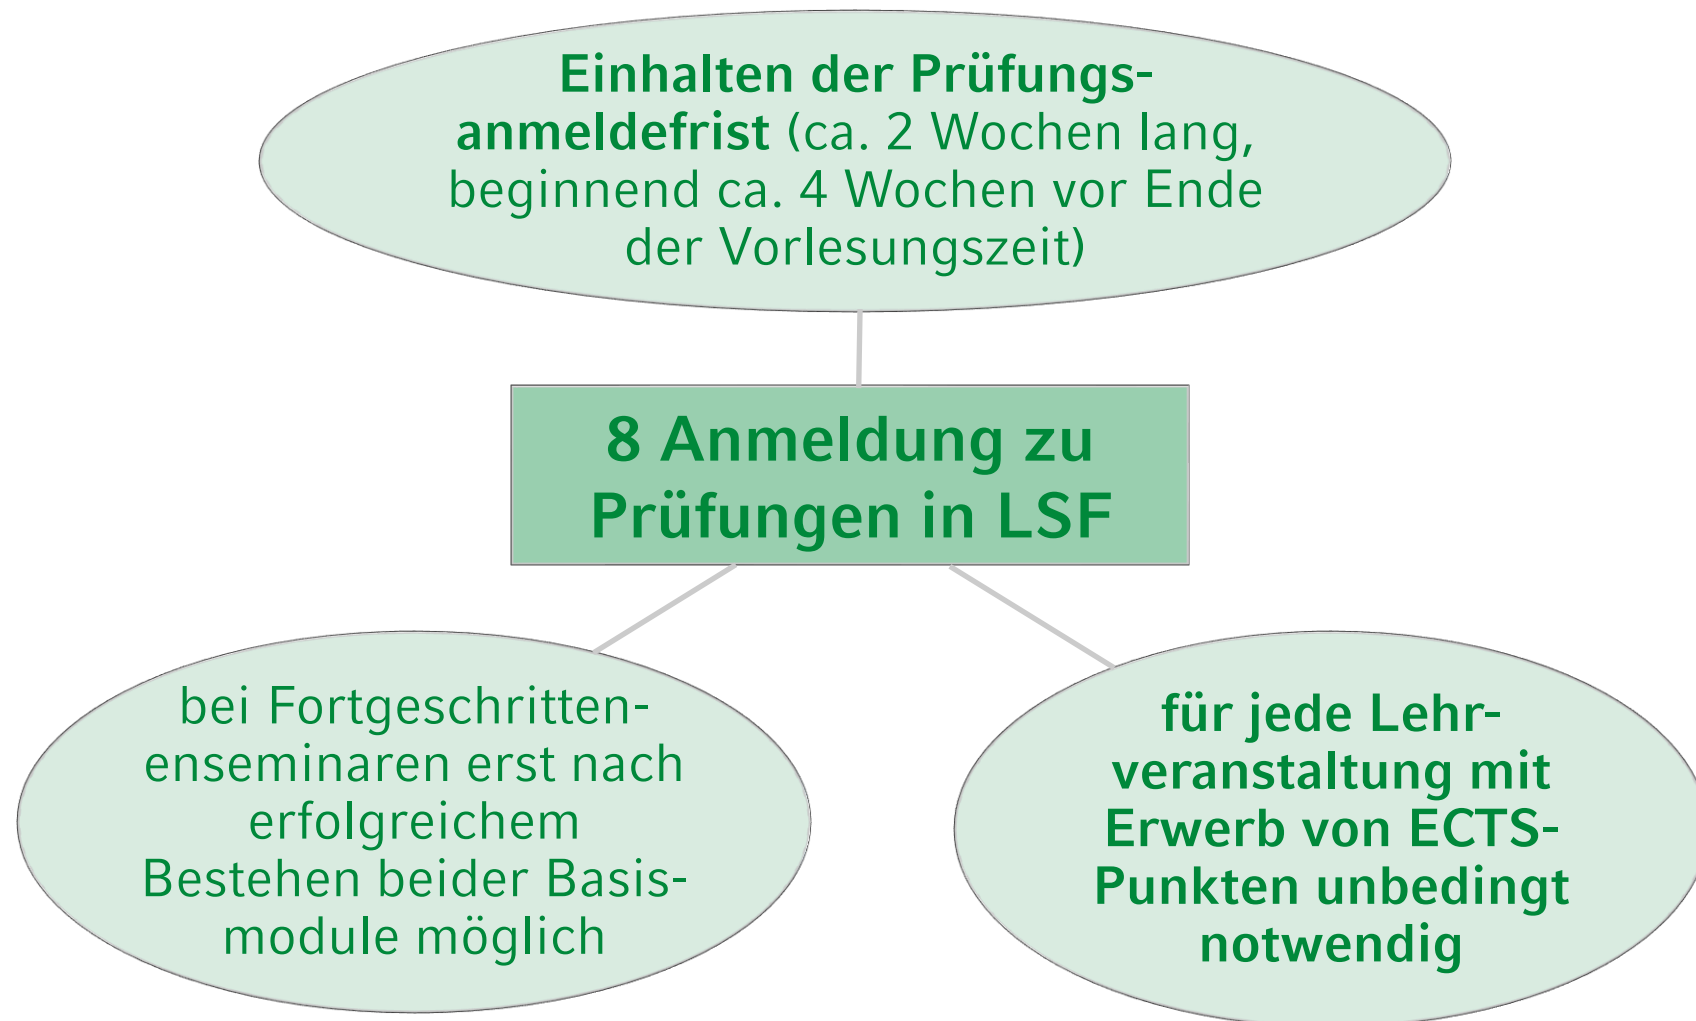 Einhalten der Prüfungs-
anmeldefrist (ca. 2 Wochen lang,
beginnend ca. 4 Wochen vor Ende
der Vorlesungszeit)
8 Anmeldung zu
Prüfungen in LSF
bei Fortgeschritten-
enseminaren erst nach
erfolgreichem
Bestehen beider Basis-
module möglich
für jede Lehr-
veranstaltung mit
Erwerb von ECTS-
Punkten unbedingt
notwendig